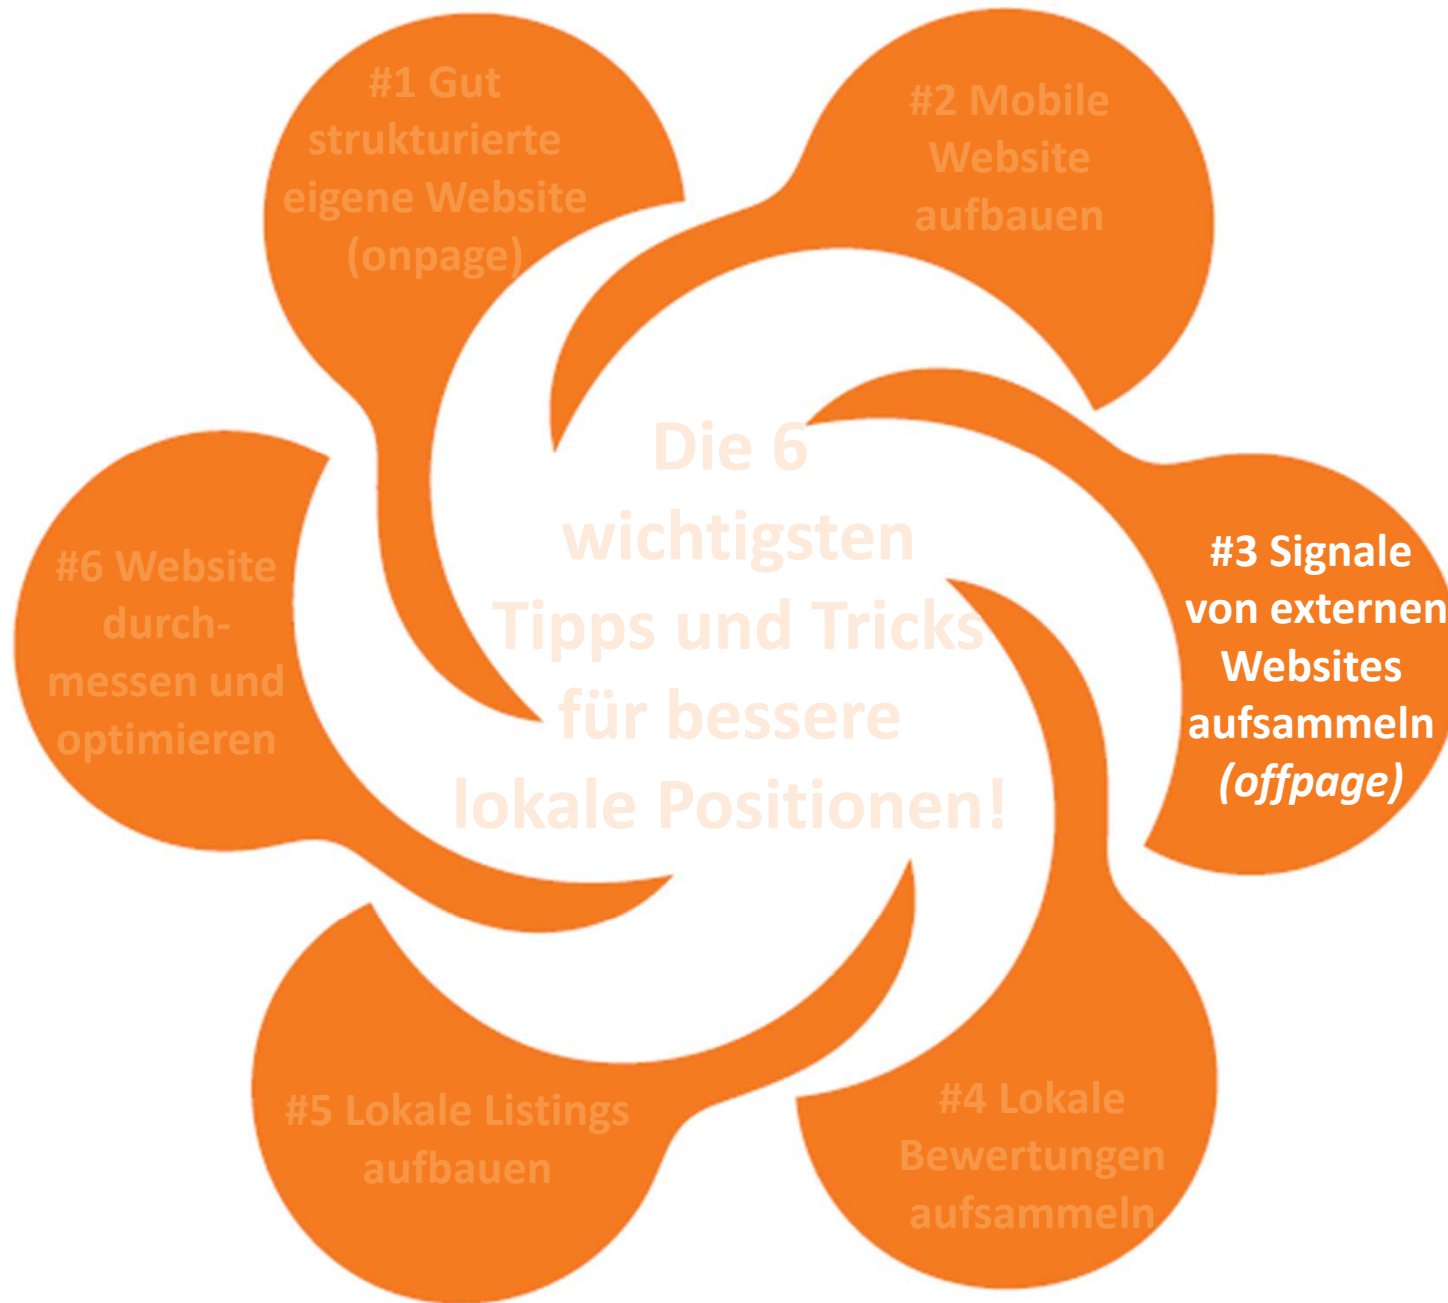 #1 Gut
strukturierte
eigene Website
(onpage)
#2 Mobile
Website
aufbauen
Die 6
wichtigsten
Tipps und Tricks
für bessere
lokale Positionen!
#3 Signale
von externen
Websites
aufsammeln
(offpage)
#4 Lokale
Bewertungen
aufsammeln
#5 Lokale Listings
aufbauen
#6 Website
durch-
messen und
optimieren